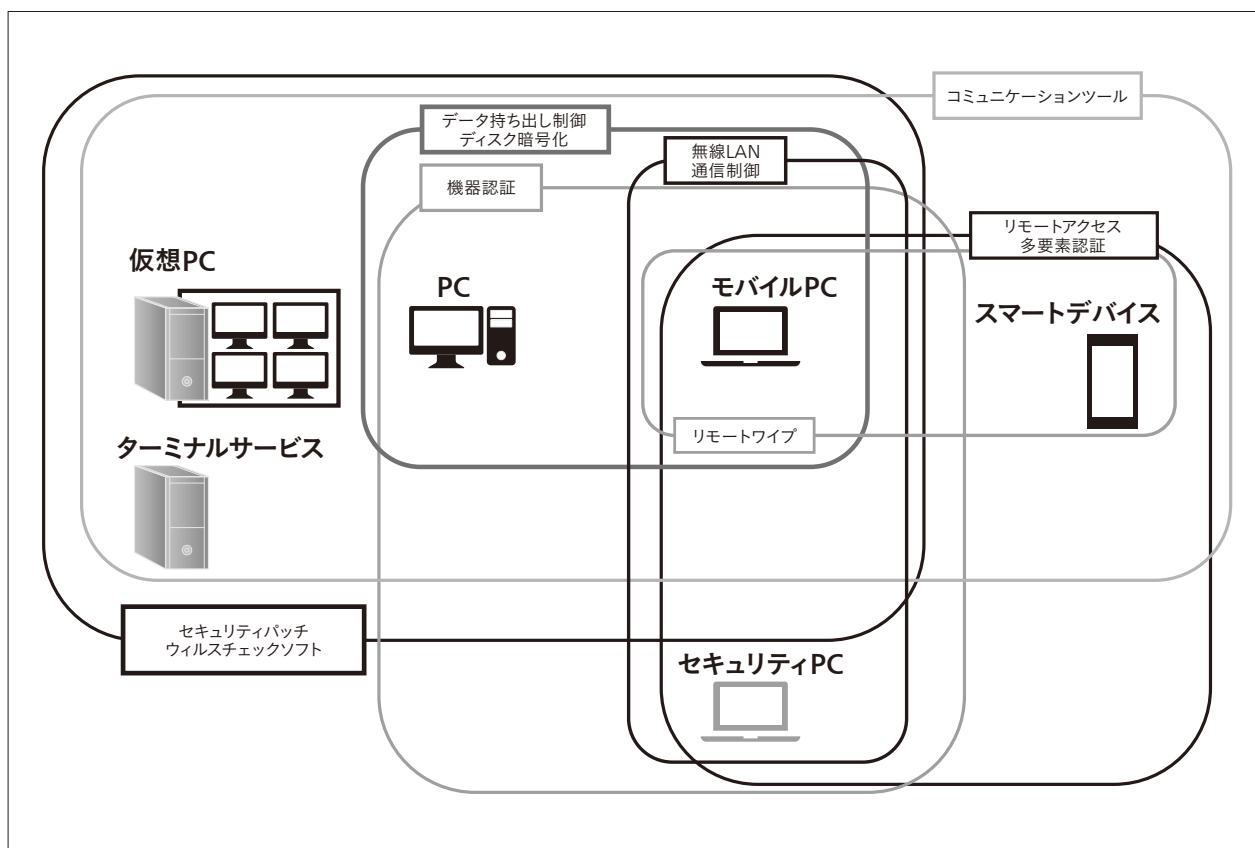 コミュニケーションツール
データ持ち出し制御
ディスク暗号化
無線LAN
通信制御
機器認証
リモートアクセス
多要素認証
仮想PC
PC
モバイルPC
スマートデバイス
リモートワイプ
ターミナルサービス
セキュリティパッチ
ウィルスチェックソフト
セキュリティPC